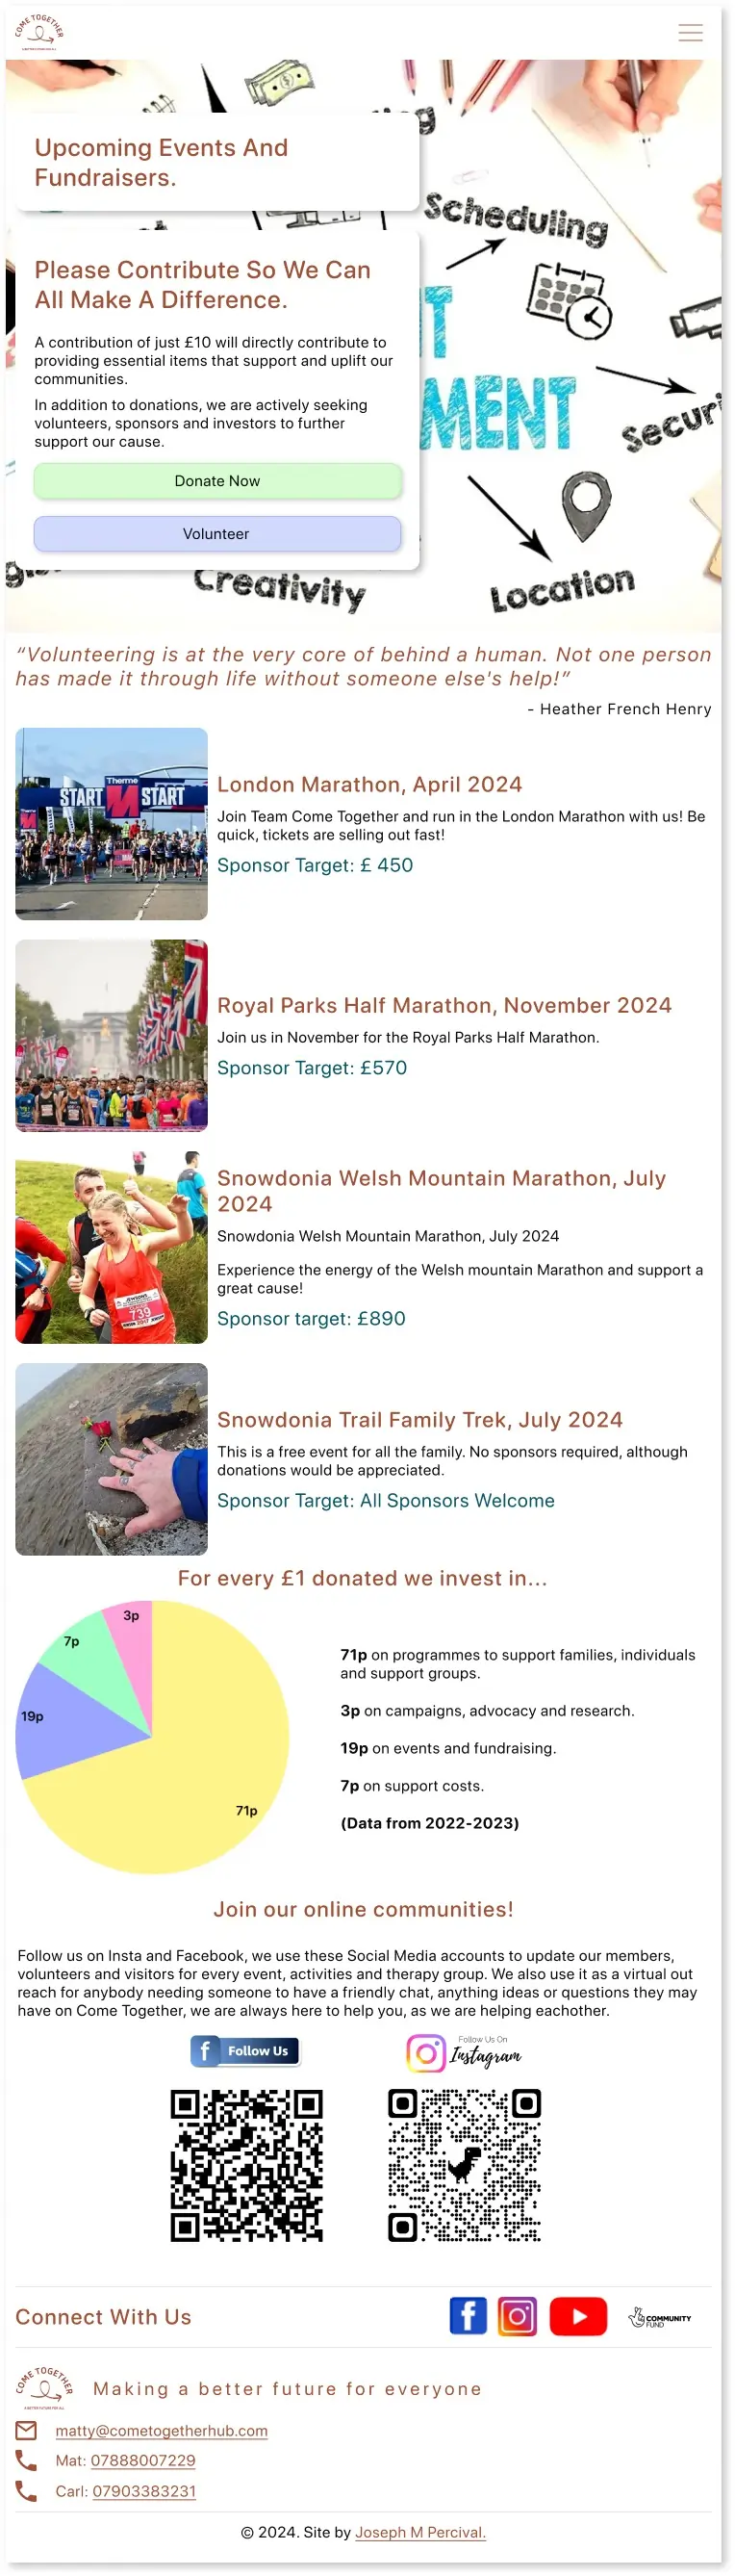 COME TOGETHER
Upcoming Events And
Fundraisers.
Scheduling
Please Contribute So We Can
All Make A Difference.
A contribution of just £10 will directly contribute to
providing essential items that support and uplift our
communities.
In addition to donations, we are actively seeking
volunteers, sponsors and investors to further
support our cause.
MENT
Securi
Donate Now
Volunteer
Creativity
Location
“Volunteering is at the very core of behind a human. Not one person
has made it through life without someone else's help!”
- Heather French Henry
Therme
START M START
London Marathon, April 2024
Join Team Come Together and run in the London Marathon with us! Be
quick, tickets are selling out fast!
Sponsor Target: £ 450
Royal Parks Half Marathon, November 2024
Join us in November for the Royal Parks Half Marathon.
Sponsor Target: £570
Snowdonia Welsh Mountain Marathon, July
2024
Snowdonia Welsh Mountain Marathon, July 2024
Experience the energy of the Welsh mountain Marathon and support a
great cause!
Sponsor target: £890
739
Snowdonia Trail Family Trek, July 2024
This is a free event for all the family. No sponsors required, although
donations would be appreciated.
Sponsor Target: All Sponsors Welcome
For every £1 donated we invest in...
3p
7p
19p
71p
71p on programmes to support families, individuals
and support groups.
3p on campaigns, advocacy and research.
19p on events and fundraising.
7p on support costs.
(Data from 2022-2023)
Join our online communities!
Follow us on Insta and Facebook, we use these Social Media accounts to update our members,
volunteers and visitors for every event, activities and therapy group. We also use it as a virtual out
reach for anybody needing someone to have a friendly chat, anything ideas or questions they may
have on Come Together, we are always here to help you, as we are helping eachother.
f Follow Us
Follow Us On
Instagram
Connect With Us
COMMUNITY
FUND
COME TOGETHER
Making a better future for everyone
matty@cometogetherhub.com
Mat: 07888007229
Carl: 07903383231
© 2024. Site by Joseph M Percival.